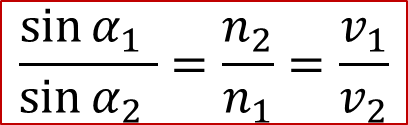 sin α₁ / sin α₂ = n₂ / n₁ = v₁ / v₂